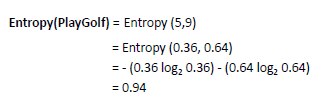 Entropy(PlayGolf) = Entropy (5,9)
= Entropy (0.36, 0.64)
= - (0.36 log₂ 0.36) - (0.64 log₂ 0.64)
= 0.94